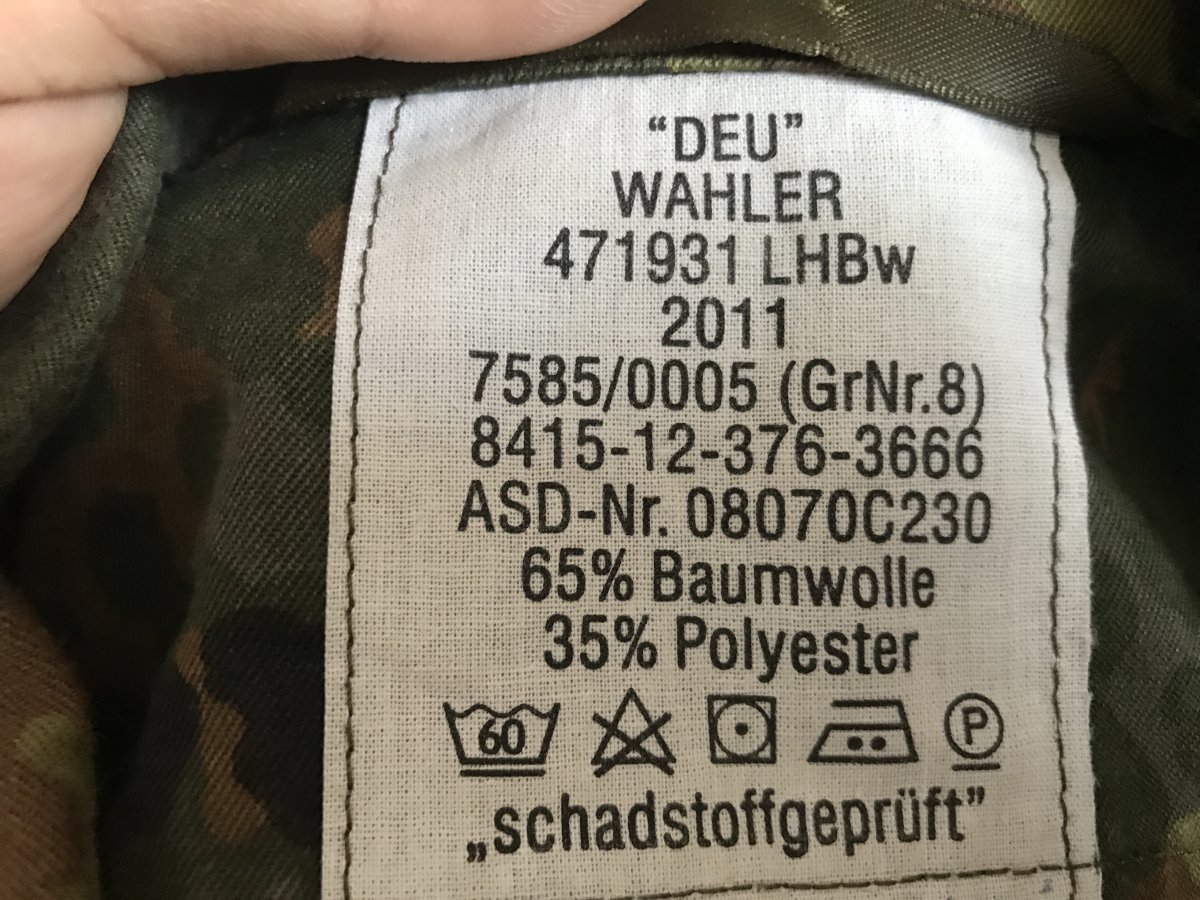 “DEU”
WAHLER
471931 LHBw
2011
7585/0005 (GrNr.8)
8415-12-376-3666
ASD-Nr. 08070C230
65% Baumwolle
35% Polyester
60 P
„schadstoffgeprüft”